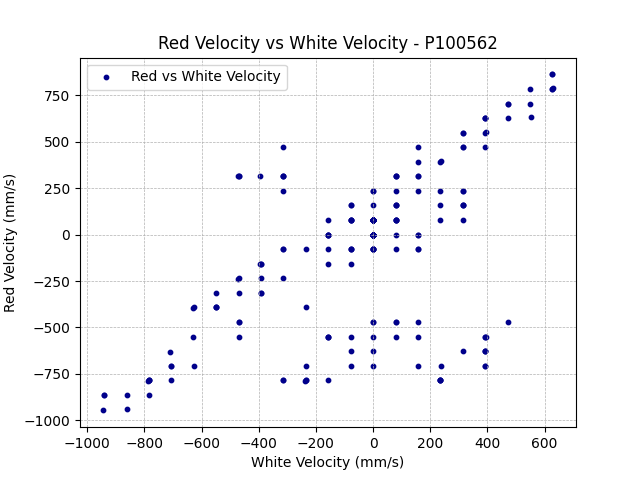 Red Velocity vs White Velocity - P100562
Red vs White Velocity
Red Velocity (mm/s)
750
500
250
0
−250
−500
−750
−1000
−1000 −800 −600 −400 −200 0 200 400 600
White Velocity (mm/s)